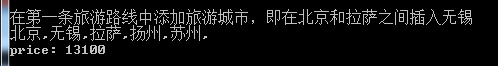 在第一条旅游路线中添加旅游城市，即在北京和拉萨之间插入无锡
北京,无锡,拉萨,扬州,苏州,
price: 13100